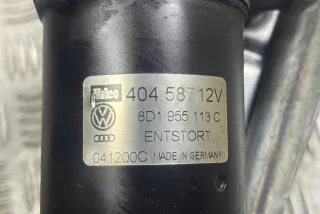 Valeo 404.587 12V
8D1 955 113 C
ENTSTÖRT
041200C MADE IN GERMANY